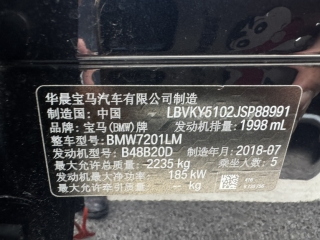 华晨宝马汽车有限公司制造
制造国：中国 LBVKY5102JSP88991
品牌：宝马(BMW)牌 发动机排量：1998 mL
整车型号：BMW7201LM
发动机型号：B48B20D 制造年月：2018-07
最大允许总质量：2235 kg 乘坐人数：5
发动机最大净功率：185 kW
最大允许牵引质量：— kg